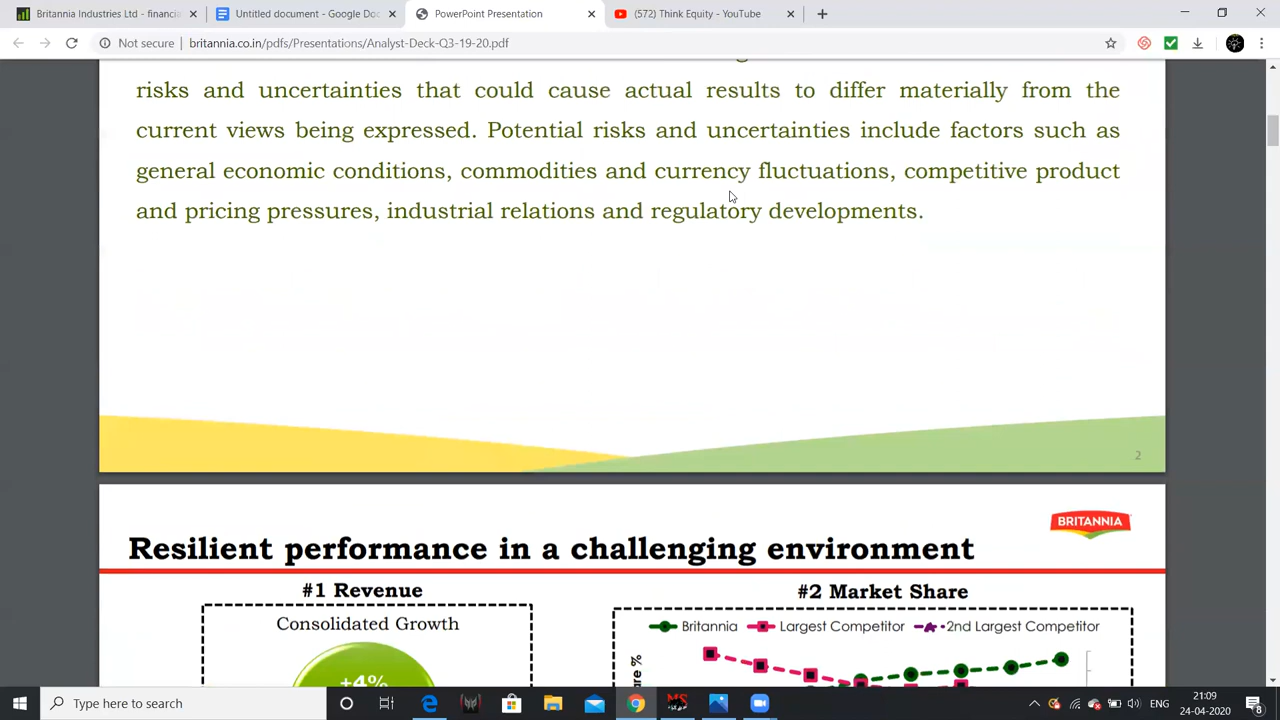 Britannia Industries Ltd - financi
Untitled document - Google Doc
PowerPoint Presentation
(572) Think Equity - YouTube
Not secure
britannia.co.in/pdfs/Presentations/Analyst-Deck-Q3-19-20.pdf
risks and uncertainties that could cause actual results to differ materially from the
current views being expressed. Potential risks and uncertainties include factors such as
general economic conditions, commodities and currency fluctuations, competitive product
and pricing pressures, industrial relations and regulatory developments.
2
BRITANNIA
Resilient performance in a challenging environment
#1 Revenue
#2 Market Share
Consolidated Growth
Britannia
Largest Competitor
2nd Largest Competitor
+4%
are %
Type here to search
ENG
21:09
24-04-2020
8